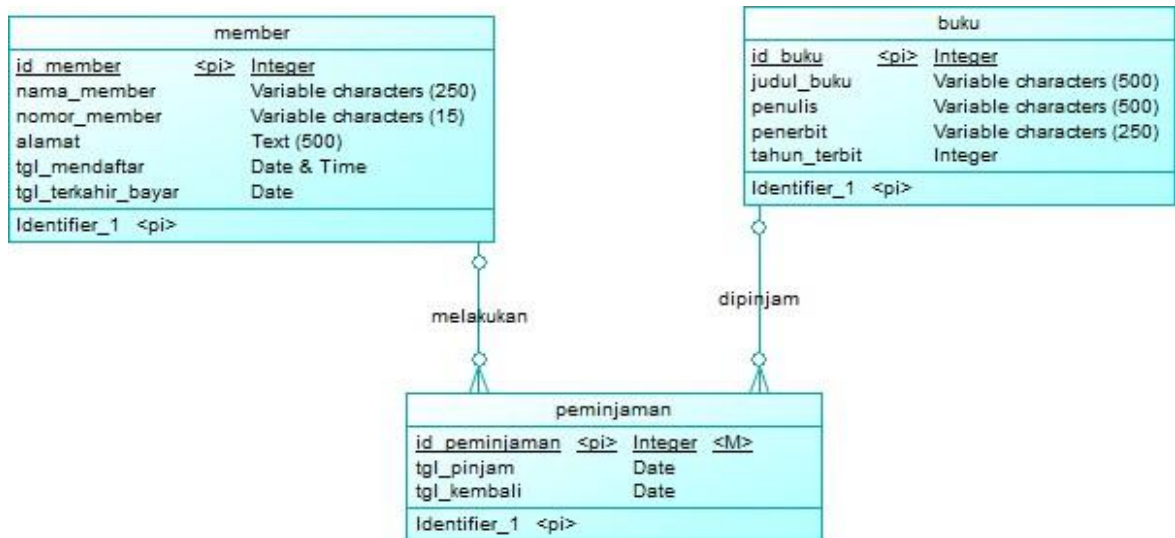 member
id_member <pi> Integer
nama_member Variable characters (250)
nomor_member Variable characters (15)
alamat Text (500)
tgl_mendaftar Date & Time
tgl_terkahir_bayar Date
Identifier_1 <pi>
buku
id_buku <pi> Integer
judul_buku Variable characters (500)
penulis Variable characters (500)
penerbit Variable characters (250)
tahun_terbit Integer
Identifier_1 <pi>
melakukan
dipinjam
peminjaman
id_peminjaman <pi> Integer <M>
tgl_pinjam Date
tgl_kembali Date
Identifier_1 <pi>